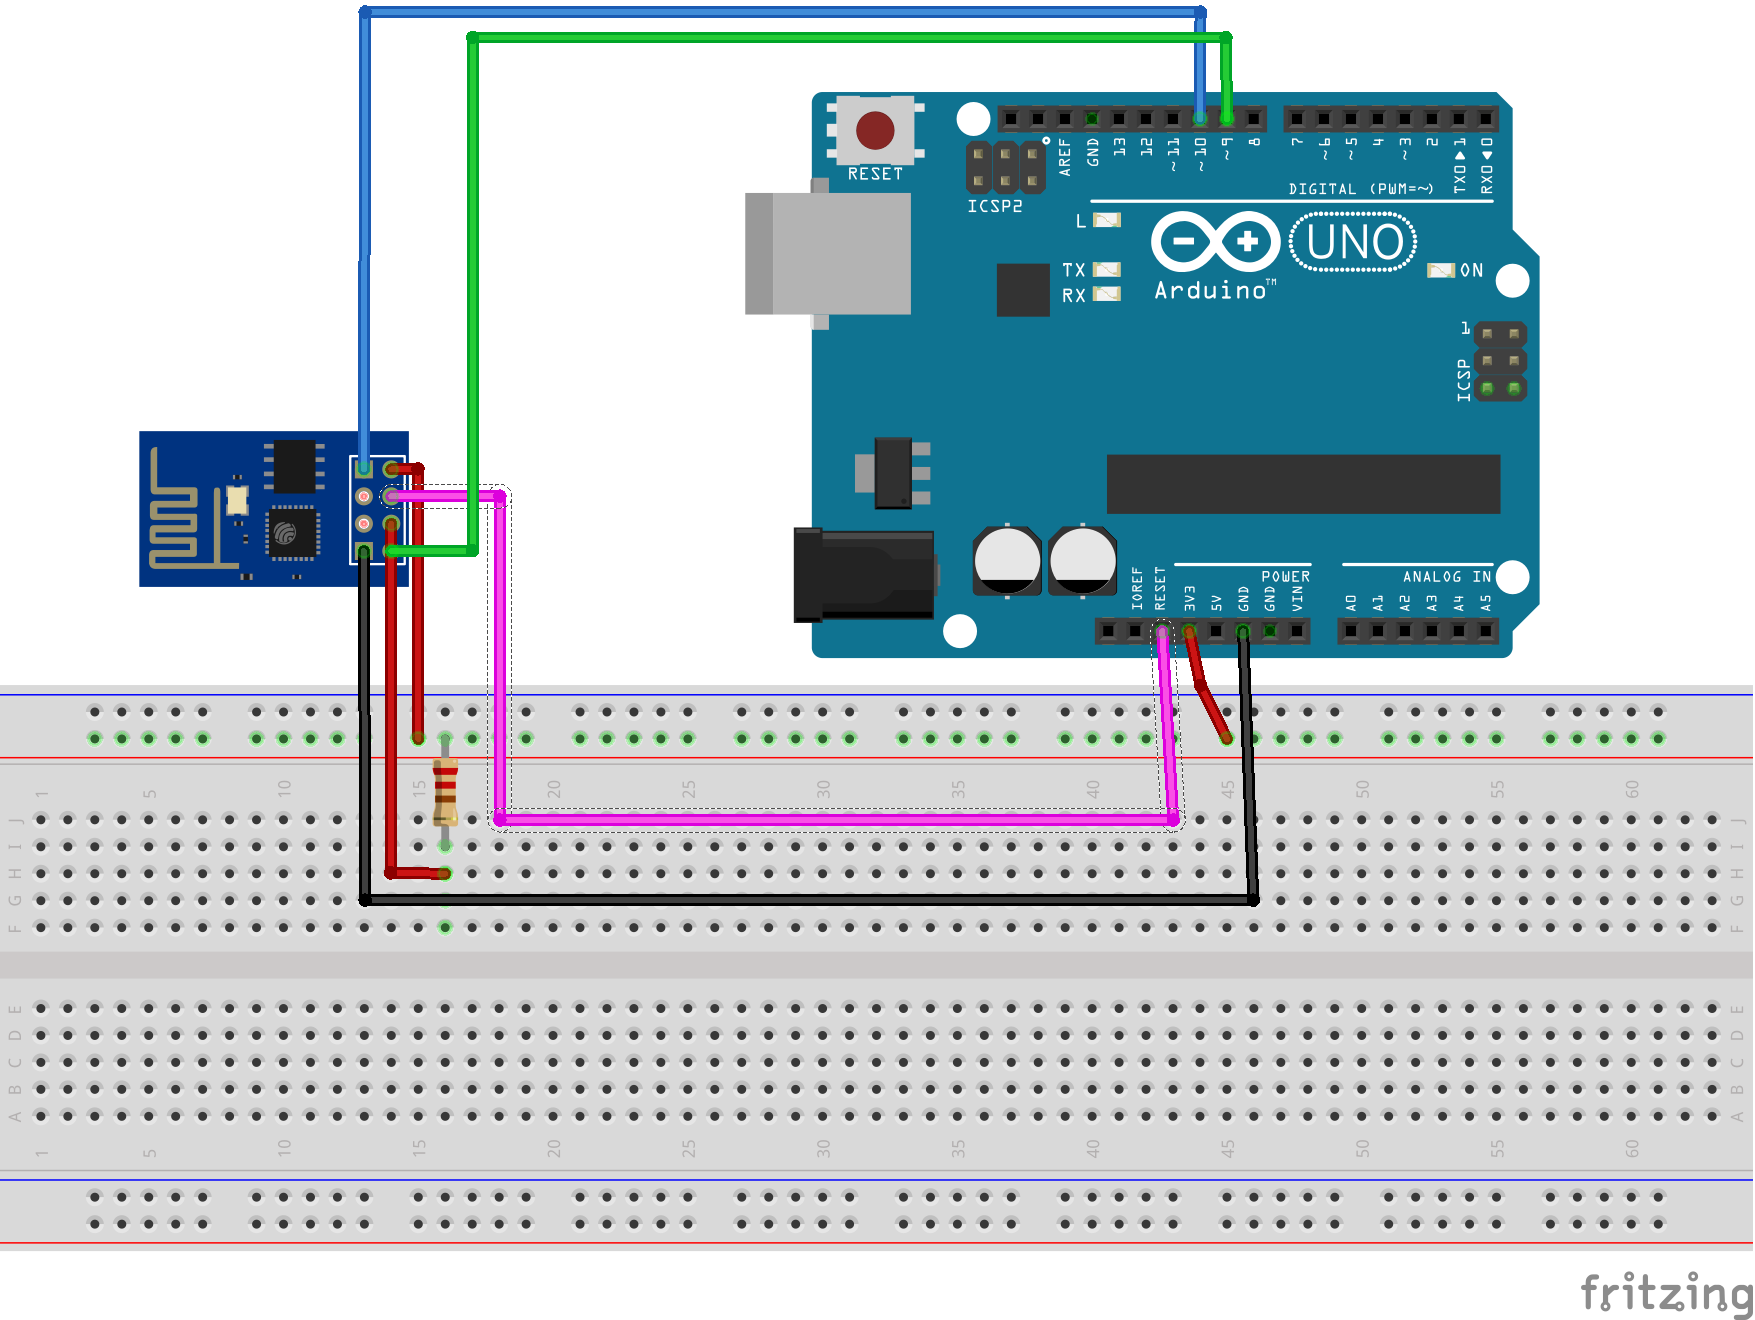 RESET
ICSP2
AREF
GND
13
12
~11
~10
~9
8
7
~6
~5
4
~3
2
TX0▶1
RX0◀0
DIGITAL (PWM=~)
L
TX
RX
UNO
Arduino™
ON
1
ICSP
POWER
ANALOG IN
IOREF
RESET
3V3
5V
GND
GND
VIN
A0
A1
A2
A3
A4
A5
1 5 10 15 20 25 30 35 40 45 50 55 60
J J
I I
H H
G G
F F
E E
D D
C C
B B
A A
1 5 10 15 20 25 30 35 40 45 50 55 60
fritzing